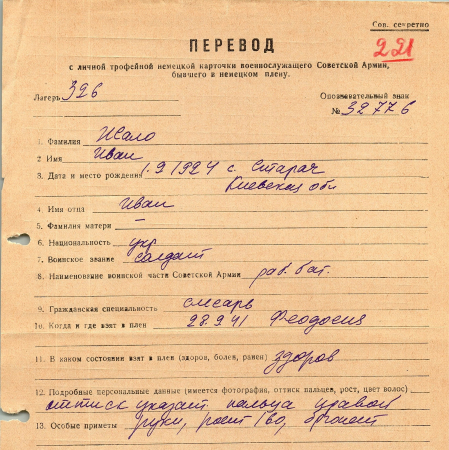 Сов. секретно
221
ПЕРЕВОД
с личной трофейной немецкой карточки военнослужащего Советской Армии,
бывшего в немецком плену.
Лагерь 326
Опознавательный знак
№ 32776
1. Фамилия Жало
2 Имя Иван
3. Дата и место рождения 1.9 1924 с.
Киевская обл
4 Имя отца Иван
5. Фамилия матери –
6. Национальность укр
7. Воинское звание солдат
8. Наименование воинской части Советской Армии раб. бат.
9. Гражданская специальность слесарь
10. Когда и где взят в плен 28.9.41 Феодосия
11. В каком состоянии взят в плен (здоров, болен, ранен) здоров
12. Подробные персональные данные (имеется фотография, оттиск пальцев, рост, цвет волос)
оттиск указат пальца правой
13. Особые приметы руки, рост 160,